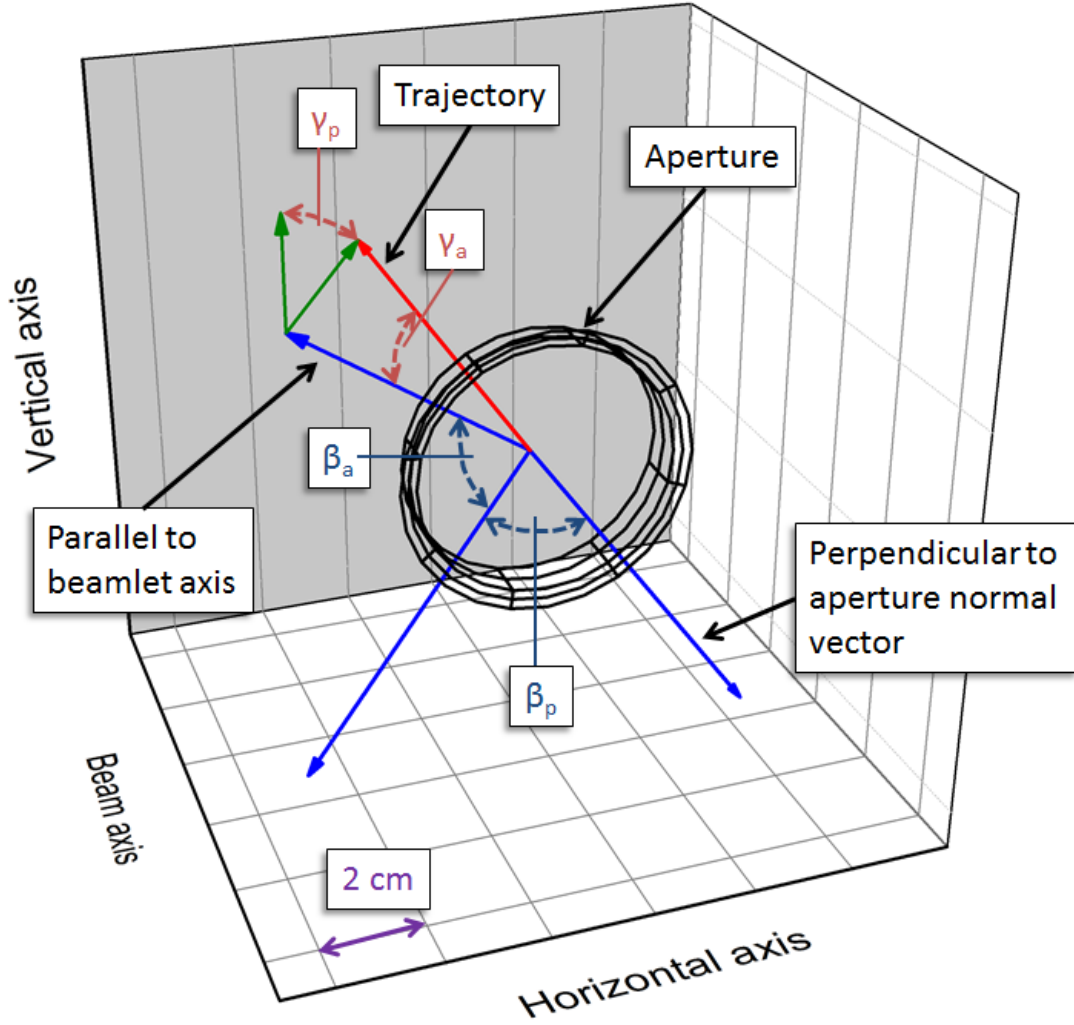 Trajectory
γp
Aperture
γa
Vertical axis
βa
Parallel to
beamlet axis
Perpendicular to
aperture normal
vector
βp
Beam axis
2 cm
Horizontal axis